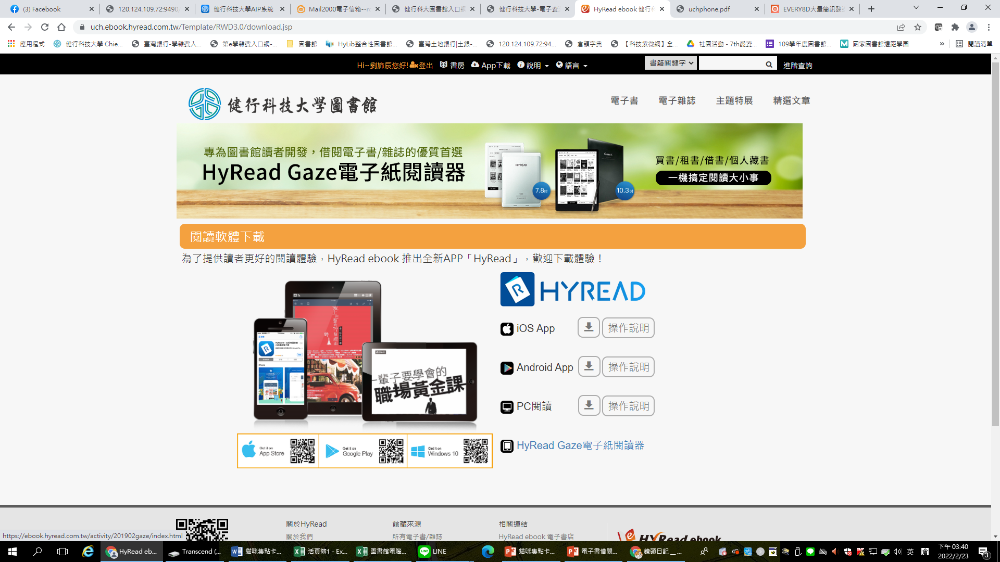 (3) Facebook
120.124.109.72:9490/
健行科技大學AIP系統
Mail2000電子信箱--r
健行科大圖書館入口網
健行科技大學-電子資
HyRead ebook 健行科
uchphone.pdf
EVERY8D大量簡訊發
uch.ebook.hyread.com.tw/Template/RWD3.0/download.jsp
應用程式
健行科技大學 Chie...
臺灣銀行-學雜費入...
第e學雜費入口網-...
圖書館
HyLib整合性圖書館...
臺灣土地銀行|土銀-...
120.124.109.72:94...
倉頡字典
【科技紫微網】全...
社團活動 - 7th愛資...
109學年度圖書館...
國家圖書館遠距學園
»
閱讀清單
Hi~劉旆辰您好! 登出
書房
App下載
說明
語言
書籍關鍵字
進階查詢
健行科技大學圖書館
電子書
電子雜誌
主題特展
精選文章
專為圖書館讀者開發，借閱電子書/雜誌的優質首選
HyRead Gaze電子紙閱讀器
HYREAD
7.8吋
10.3吋
買書/租書/借書/個人藏書
一機搞定閱讀大小事
閱讀軟體下載
為了提供讀者更好的閱讀體驗，HyRead ebook 推出全新APP「HyRead」，歡迎下載體驗！
一輩子要學會的
職場黃金課
HYREAD
iOS App
操作說明
Android App
操作說明
PC閱讀
操作說明
HyRead Gaze電子紙閱讀器
Get it on
App Store
Get it on
Google Play
Get it on
Windows 10
關於HyRead
館藏來源
相關連結
關於我們
所有電子書/雜誌
HyRead ebook 電子書店
HyRead ebook
https://ebook.hyread.com.tw/activity/201902gaze/index.html
HyRead eb...
Transcend (...
貓咪集點卡...
活頁簿1 - Ex...
圖書館電腦...
LINE
貓咪集點卡...
電子書借閱...
鏡頭日記 __ ...
英
下午 03:40
2022/2/23
3